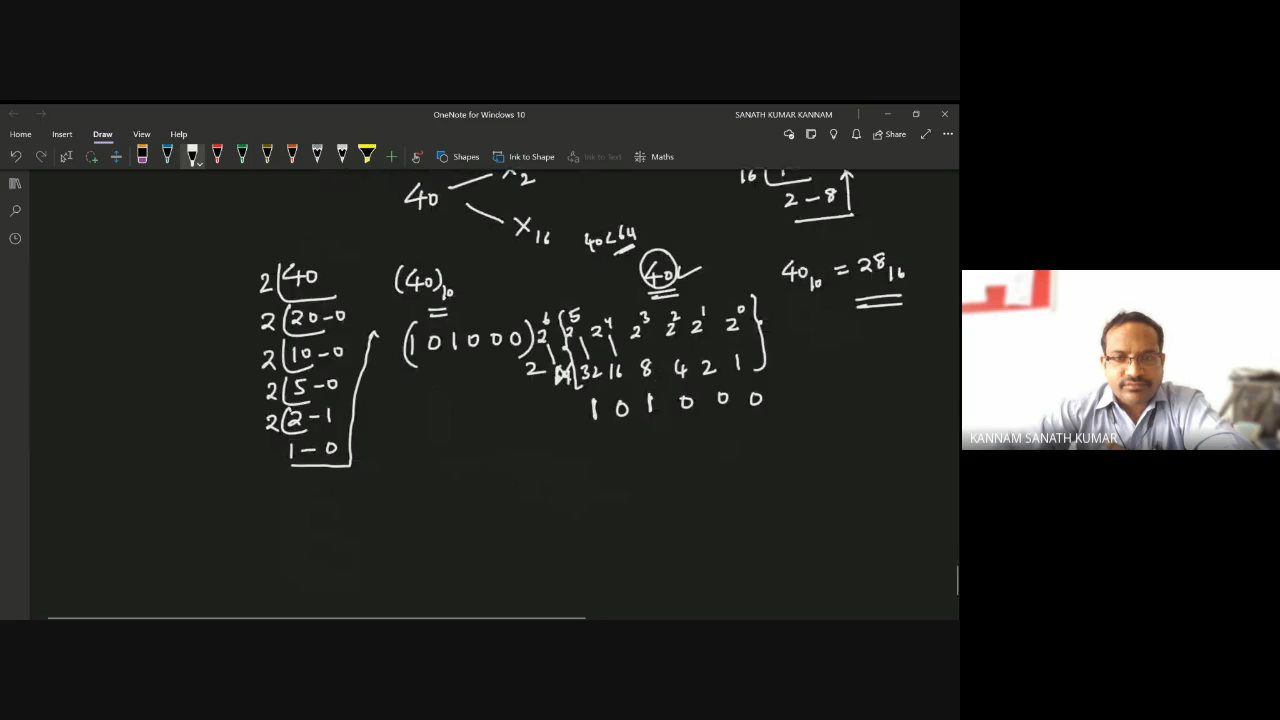 OneNote for Windows 10
SANATH KUMAR KANNAM
Home Insert Draw View Help
Share
Shapes Ink to Shape Ink to Text Maths
40
X₂
X₁₆
16
2 - 8
40<64
40
40₁₀ = 28₁₆
(40)₁₀
2 40
2 20-0
2 10-0
2 5-0
2 2-1
1-0
(101000)₂
2⁶ 2⁵ 2⁴ 2³ 2² 2¹ 2⁰
32 16 8 4 2 1
1 0 1 0 0 0
KANNAM SANATH KUMAR